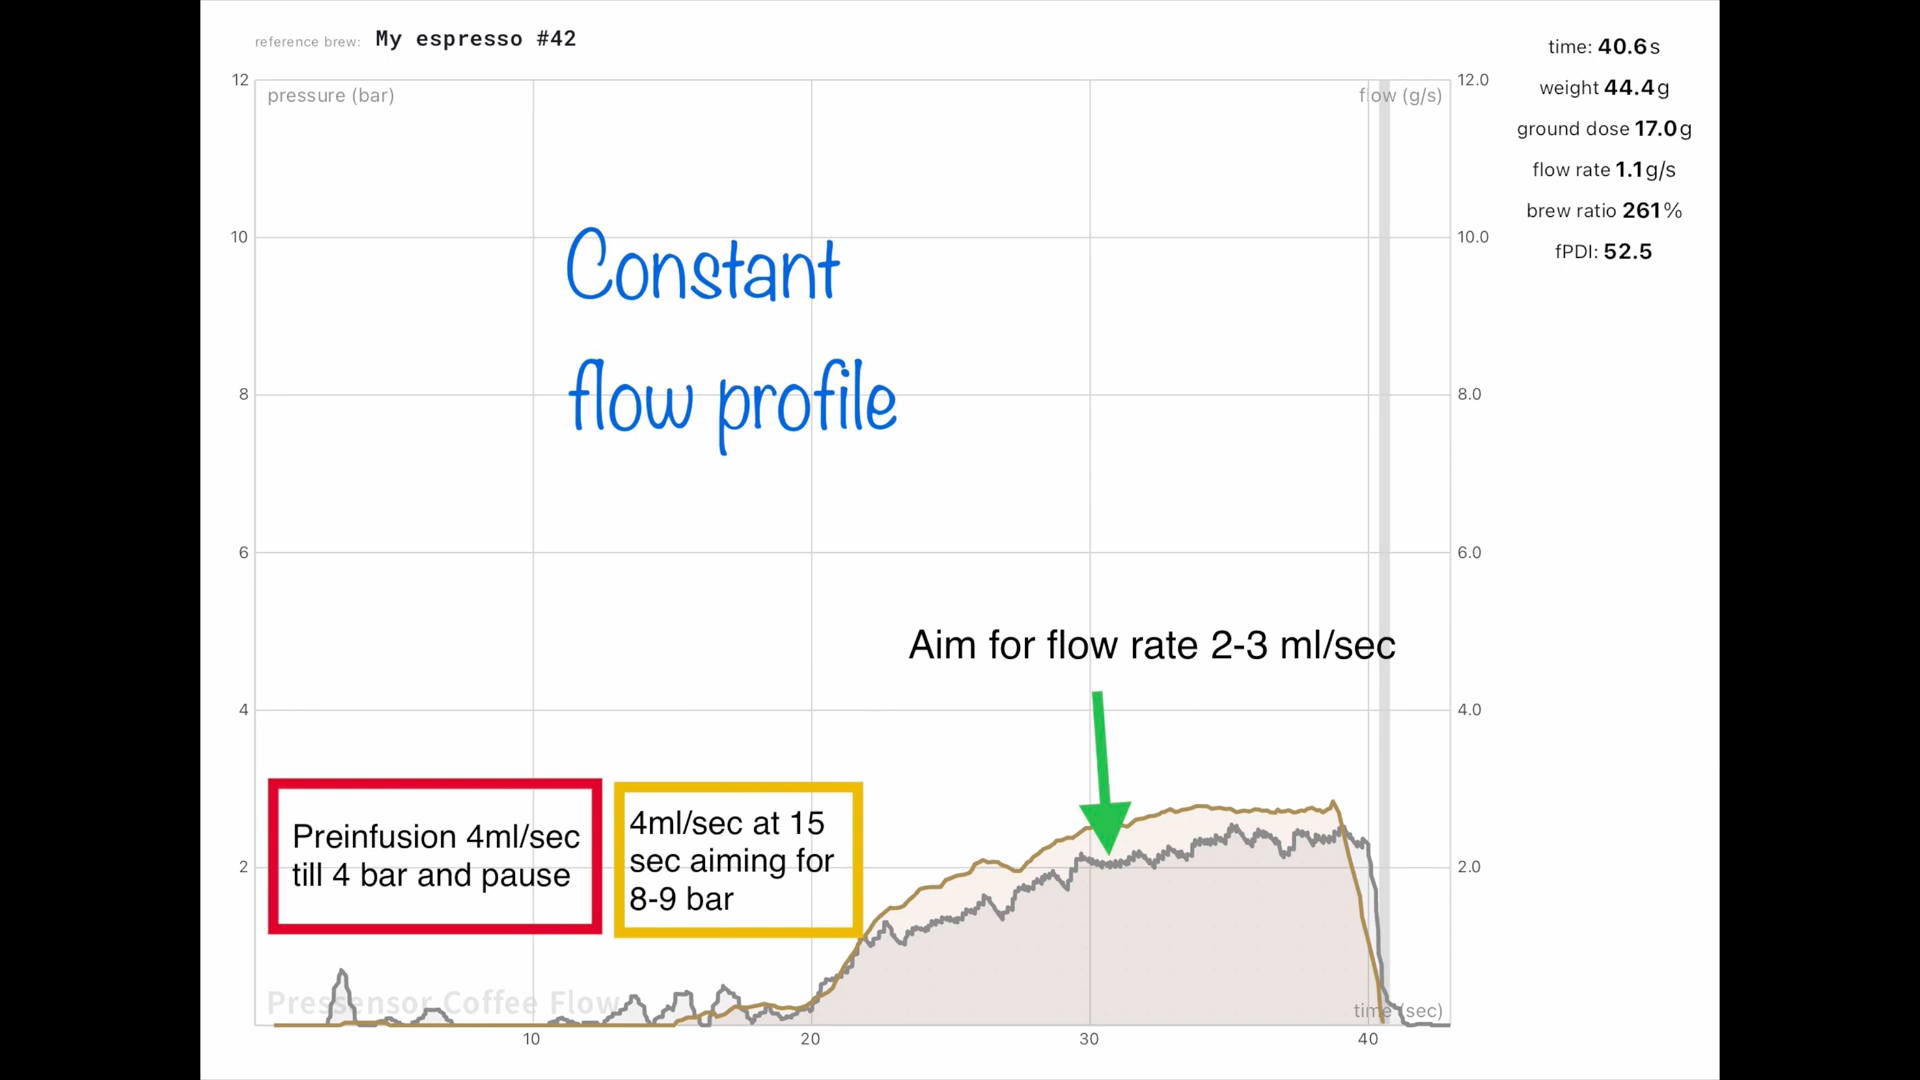 reference brew: My espresso #42
time: 40.6 s
weight 44.4 g
ground dose 17.0 g
flow rate 1.1 g/s
brew ratio 261 %
fPDI: 52.5
12
pressure (bar)
flow (g/s)
12.0
10
10.0
Constant
flow profile
8
8.0
6
6.0
Aim for flow rate 2-3 ml/sec
4
4.0
Preinfusion 4ml/sec
till 4 bar and pause
4ml/sec at 15
sec aiming for
8-9 bar
2
2.0
Pressensor Coffee Flow
time (sec)
10
20
30
40